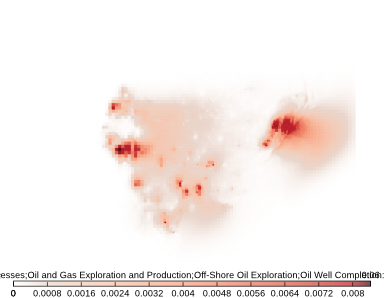 esses;Oil and Gas Exploration and Production;Off-Shore Oil Exploration;Oil Well Completion:
0 0.0008 0.0016 0.0024 0.0032 0.004 0.0048 0.0056 0.0064 0.0072 0.008